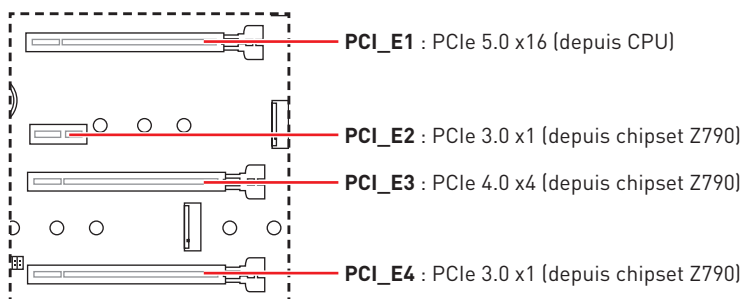 PCI_E1 : PCIe 5.0 x16 (depuis CPU)
PCI_E2 : PCIe 3.0 x1 (depuis chipset Z790)
PCI_E3 : PCIe 4.0 x4 (depuis chipset Z790)
PCI_E4 : PCIe 3.0 x1 (depuis chipset Z790)